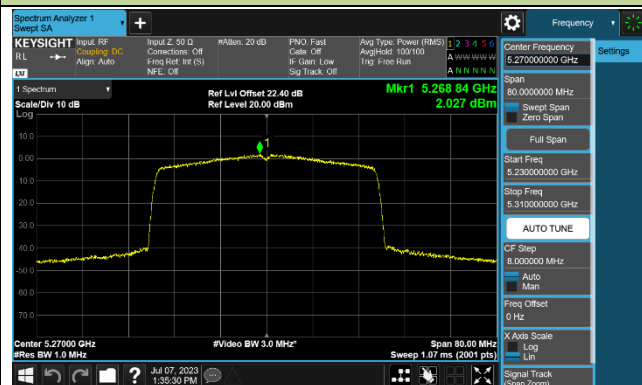 Spectrum Analyzer 1
Swept SA
Frequency
KEYSIGHT
Input: RF
Coupling: DC
Align: Auto
Input Z: 50 Ω
Corrections: Off
Freq Ref: Int (S)
NFE: Off
#Atten: 20 dB
PNO: Fast
Gate: Off
IF Gain: Low
Sig Track: Off
Avg Type: Power (RMS)
Avg|Hold: 100/100
Trig: Free Run
1 2 3 4 5 6
A W W W W W
A N N N N N
R L
LXI
1 Spectrum
Scale/Div 10 dB
Log
Ref Lvl Offset 22.40 dB
Ref Level 20.00 dBm
Mkr1 5.268 84 GHz
2.027 dBm
1
10.0
0.00
-10.0
-20.0
-30.0
-40.0
-50.0
-60.0
-70.0
Center 5.27000 GHz
#Res BW 1.0 MHz
#Video BW 3.0 MHz*
Span 80.00 MHz
Sweep 1.07 ms (2001 pts)
Jul 07, 2023
1:35:30 PM
?
Center Frequency
5.270000000 GHz
Span
80.0000000 MHz
Swept Span
Zero Span
Full Span
Start Freq
5.230000000 GHz
Stop Freq
5.310000000 GHz
AUTO TUNE
CF Step
8.000000 MHz
Auto
Man
Freq Offset
0 Hz
X Axis Scale
Log
Lin
Signal Track
(Span Zoom)
Settings